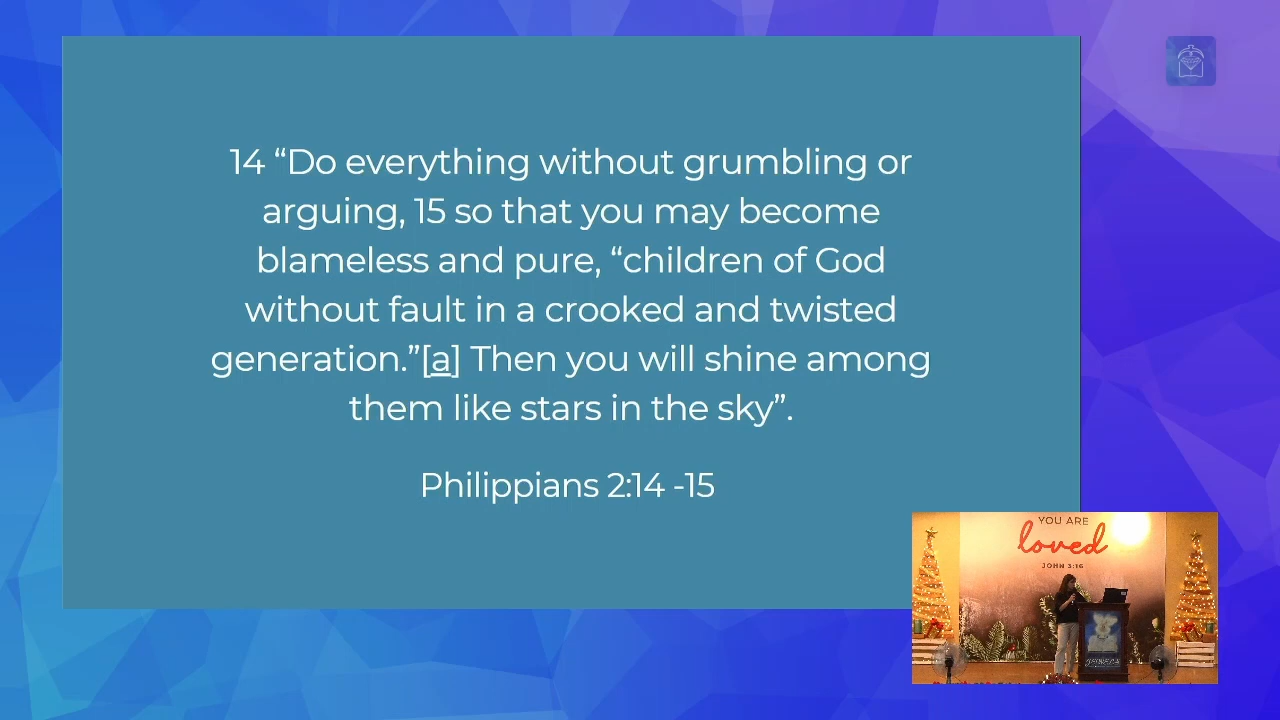 14 “Do everything without grumbling or
arguing, 15 so that you may become
blameless and pure, “children of God
without fault in a crooked and twisted
generation.”[a] Then you will shine among
them like stars in the sky”.
Philippians 2:14 -15
YOU ARE
loved
JOHN 3:16